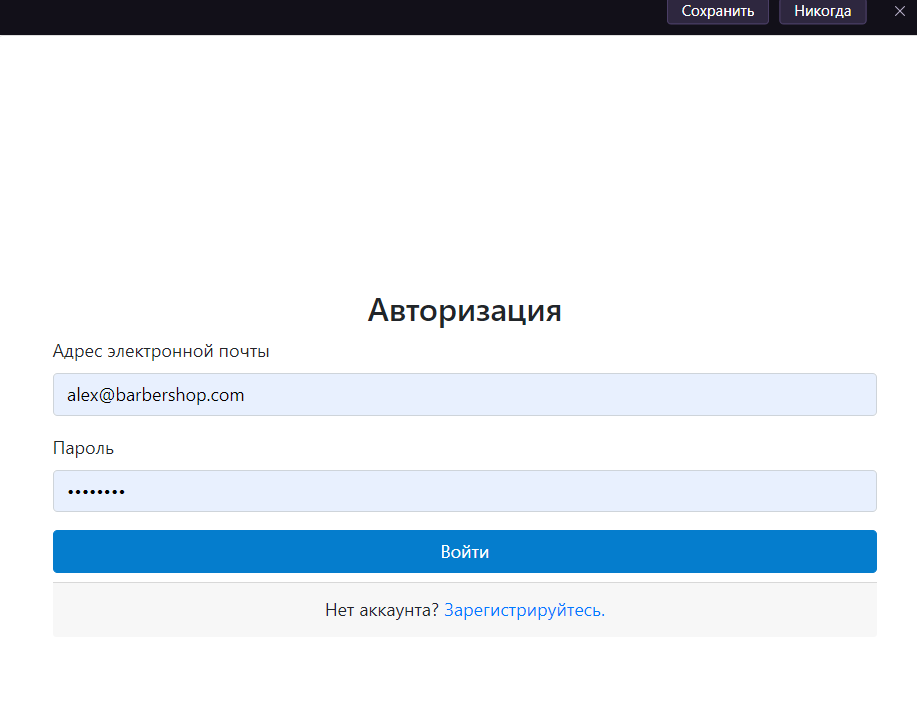 Сохранить Никогда
Авторизация
Адрес электронной почты
alex@barbershop.com
Пароль
••••••••
Войти
Нет аккаунта? Зарегистрируйтесь.